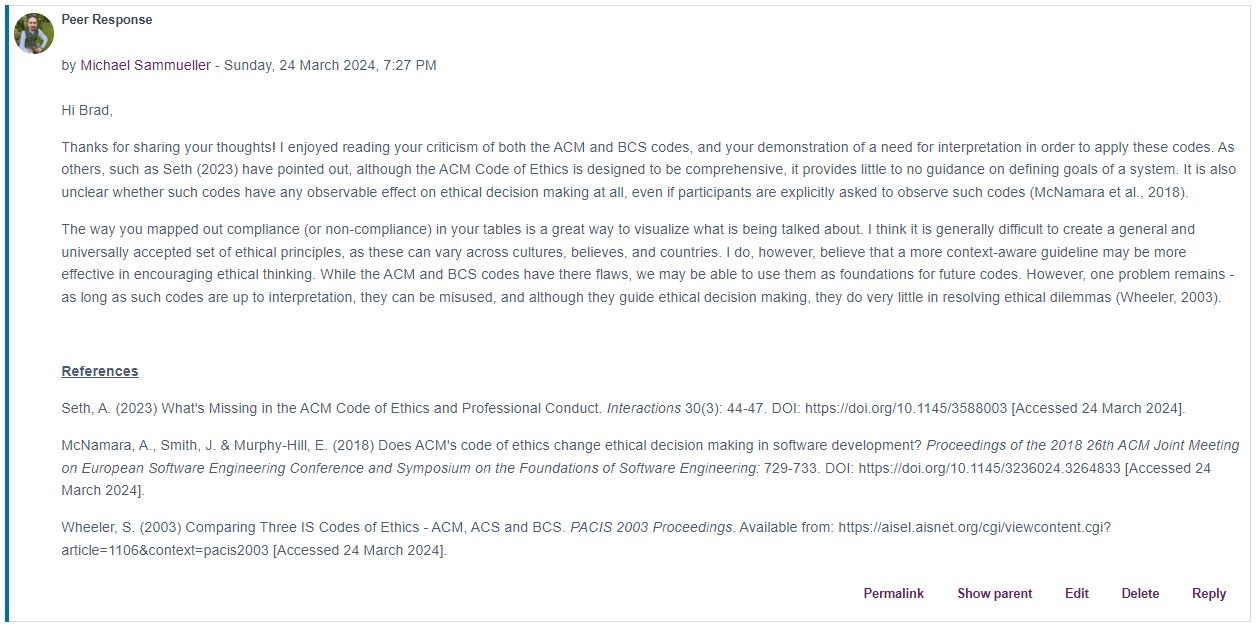 Peer Response
by Michael Sammueller - Sunday, 24 March 2024, 7:27 PM
Hi Brad,
Thanks for sharing your thoughts! I enjoyed reading your criticism of both the ACM and BCS codes, and your demonstration of a need for interpretation in order to apply these codes. As
others, such as Seth (2023) have pointed out, although the ACM Code of Ethics is designed to be comprehensive, it provides little to no guidance on defining goals of a system. It is also
unclear whether such codes have any observable effect on ethical decision making at all, even if participants are explicitly asked to observe such codes (McNamara et al., 2018).
The way you mapped out compliance (or non-compliance) in your tables is a great way to visualize what is being talked about. I think it is generally difficult to create a general and
universally accepted set of ethical principles, as these can vary across cultures, believes, and countries. I do, however, believe that a more context-aware guideline may be more
effective in encouraging ethical thinking. While the ACM and BCS codes have there flaws, we may be able to use them as foundations for future codes. However, one problem remains -
as long as such codes are up to interpretation, they can be misused, and although they guide ethical decision making, they do very little in resolving ethical dilemmas (Wheeler, 2003).
References
Seth, A. (2023) What's Missing in the ACM Code of Ethics and Professional Conduct. Interactions 30(3): 44-47. DOI: https://doi.org/10.1145/3588003 [Accessed 24 March 2024].
McNamara, A., Smith, J. & Murphy-Hill, E. (2018) Does ACM's code of ethics change ethical decision making in software development? Proceedings of the 2018 26th ACM Joint Meeting
on European Software Engineering Conference and Symposium on the Foundations of Software Engineering: 729-733. DOI: https://doi.org/10.1145/3236024.3264833 [Accessed 24
March 2024].
Wheeler, S. (2003) Comparing Three IS Codes of Ethics - ACM, ACS and BCS. PACIS 2003 Proceedings. Available from: https://aisel.aisnet.org/cgi/viewcontent.cgi?
article=1106&context=pacis2003 [Accessed 24 March 2024].
Permalink Show parent Edit Delete Reply